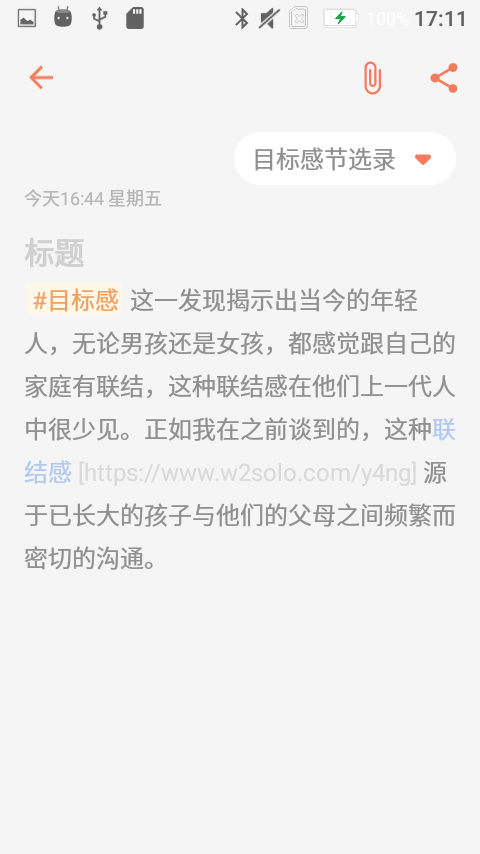 100% 17:11
目标感节选录
今天16:44 星期五
标题
#目标感 这一发现揭示出当今的年轻
人，无论男孩还是女孩，都感觉跟自己的
家庭有联结，这种联结感在他们上一代人
中很少见。正如我在之前谈到的，这种联
结感 [https://www.w2solo.com/y4ng] 源
于已长大的孩子与他们的父母之间频繁而
密切的沟通。